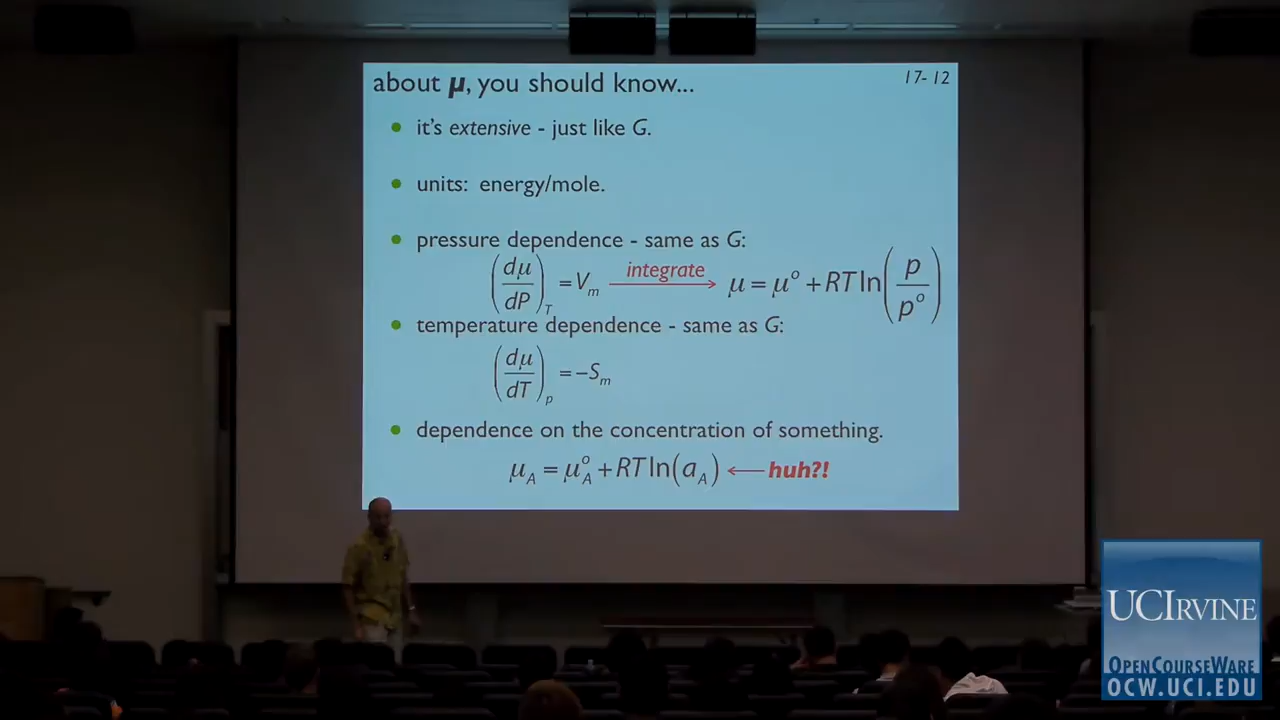 about μ, you should know...
17-12
it's extensive - just like G.
units: energy/mole.
pressure dependence - same as G:
(dμ/dP)_T = V_m integrate → μ = μ° + RT ln(p/p°)
temperature dependence - same as G:
(dμ/dT)_p = -S_m
dependence on the concentration of something.
μ_A = μ_A° + RT ln(a_A) ← huh?!
UCIRVINE
OPENCOURSEWARE
OCW.UCI.EDU